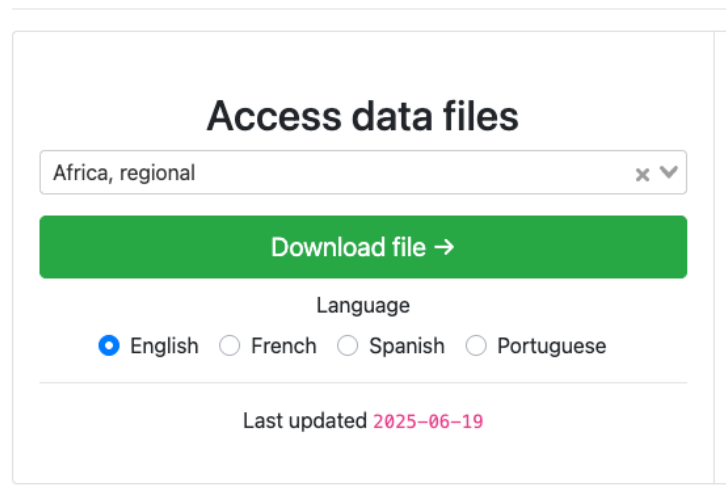 Access data files
Africa, regional
Download file →
Language
English French Spanish Portuguese
Last updated 2025-06-19